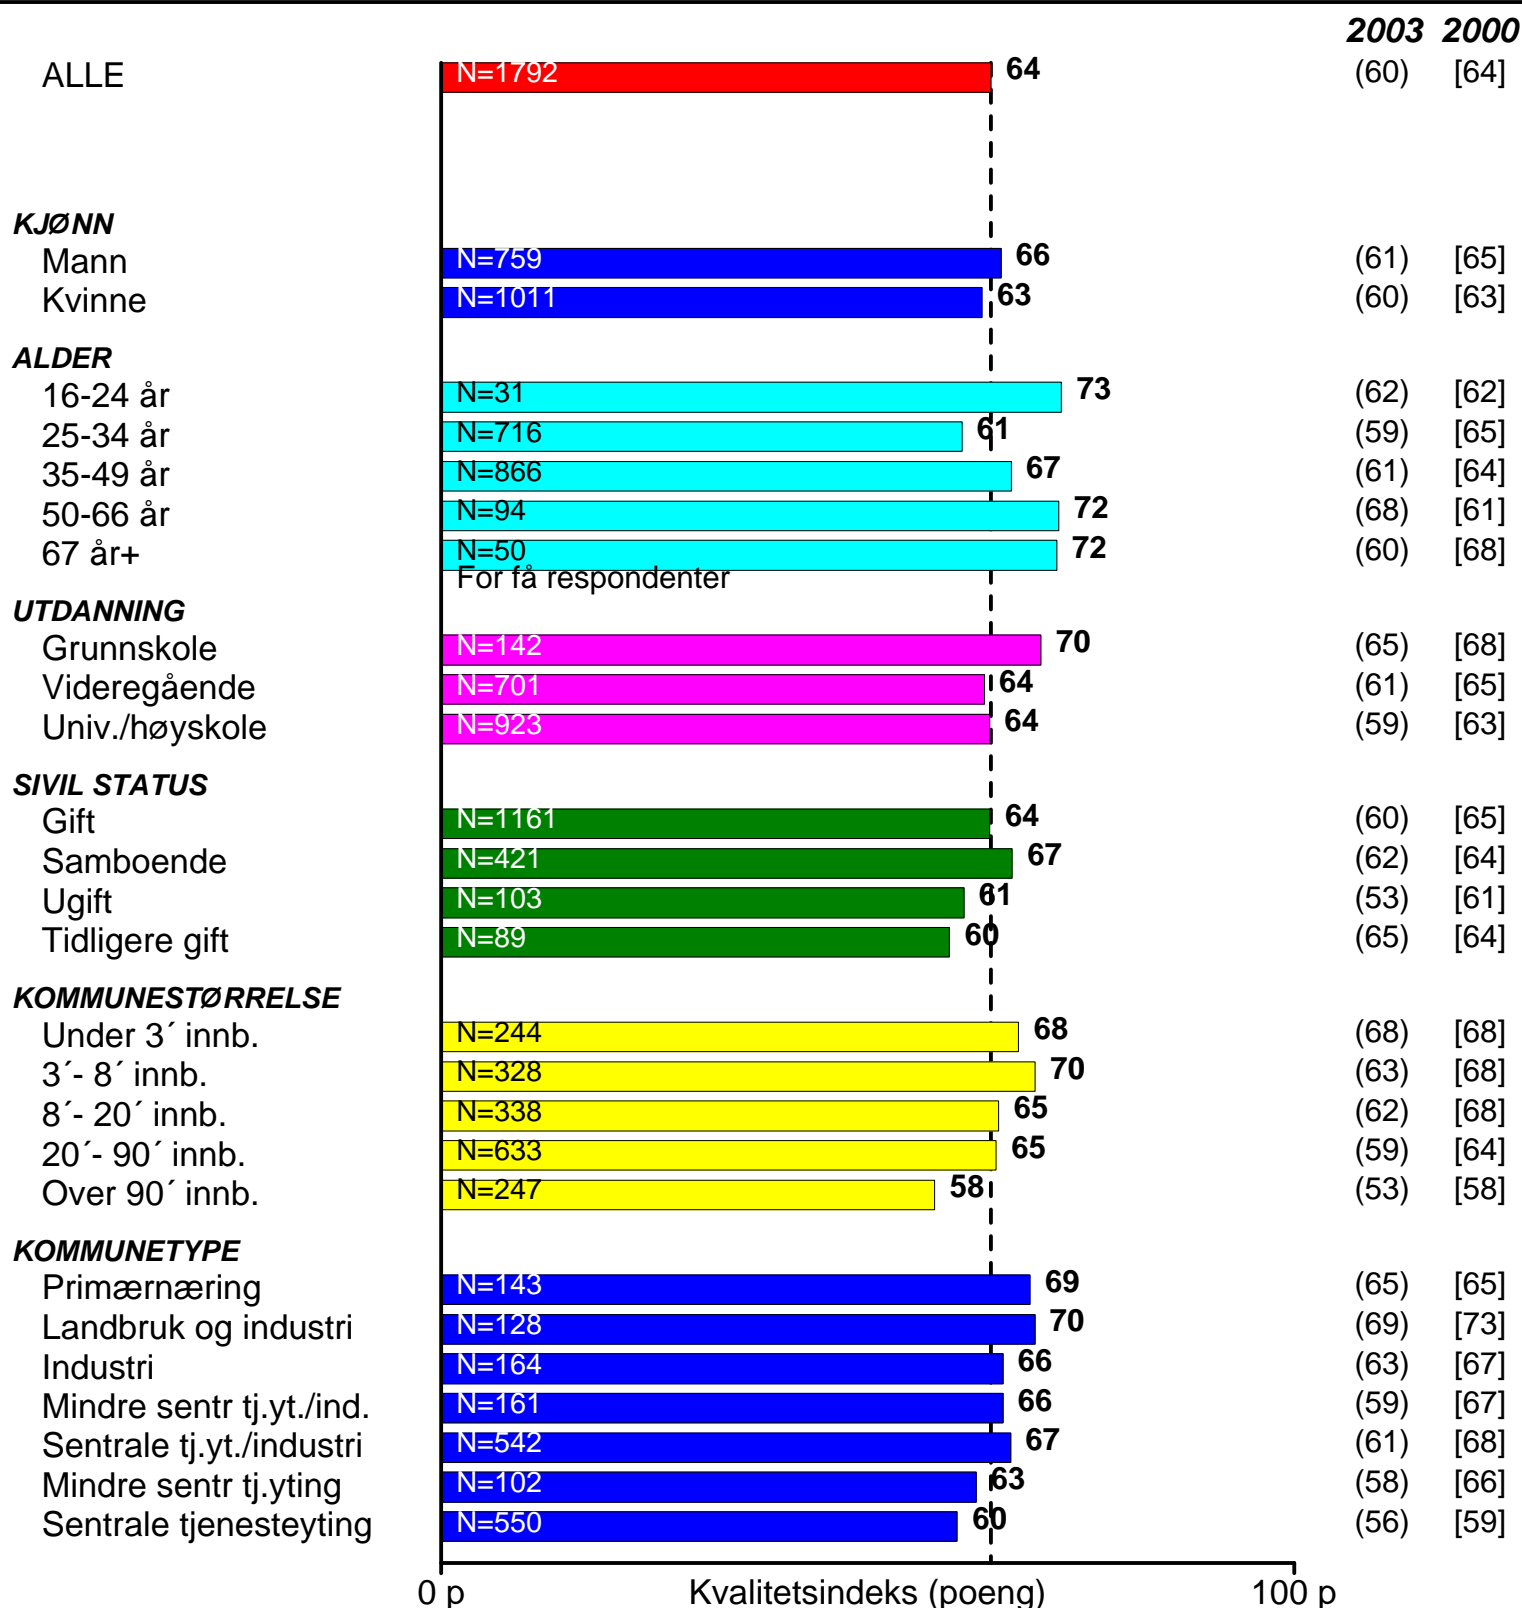 2003 2000
ALLE N=1792 64 (60) [64]
KJØNN
Mann N=759 66 (61) [65]
Kvinne N=1011 63 (60) [63]
ALDER
16-24 år N=31 73 (62) [62]
25-34 år N=716 61 (59) [65]
35-49 år N=866 67 (61) [64]
50-66 år N=94 72 (68) [61]
67 år+ N=50 72 (60) [68]
For få respondenter
UTDANNING
Grunnskole N=142 70 (65) [68]
Videregående N=701 64 (61) [65]
Univ./høyskole N=923 64 (59) [63]
SIVIL STATUS
Gift N=1161 64 (60) [65]
Samboende N=421 67 (62) [64]
Ugift N=103 61 (53) [61]
Tidligere gift N=89 60 (65) [64]
KOMMUNESTØRRELSE
Under 3´ innb. N=244 68 (68) [68]
3´- 8´ innb. N=328 70 (63) [68]
8´- 20´ innb. N=338 65 (62) [68]
20´- 90´ innb. N=633 65 (59) [64]
Over 90´ innb. N=247 58 (53) [58]
KOMMUNETYPE
Primærnæring N=143 69 (65) [65]
Landbruk og industri N=128 70 (69) [73]
Industri N=164 66 (63) [67]
Mindre sentr tj.yt./ind. N=161 66 (59) [67]
Sentrale tj.yt./industri N=542 67 (61) [68]
Mindre sentr tj.yting N=102 63 (58) [66]
Sentrale tjenesteyting N=550 60 (56) [59]
0 p Kvalitetsindeks (poeng) 100 p